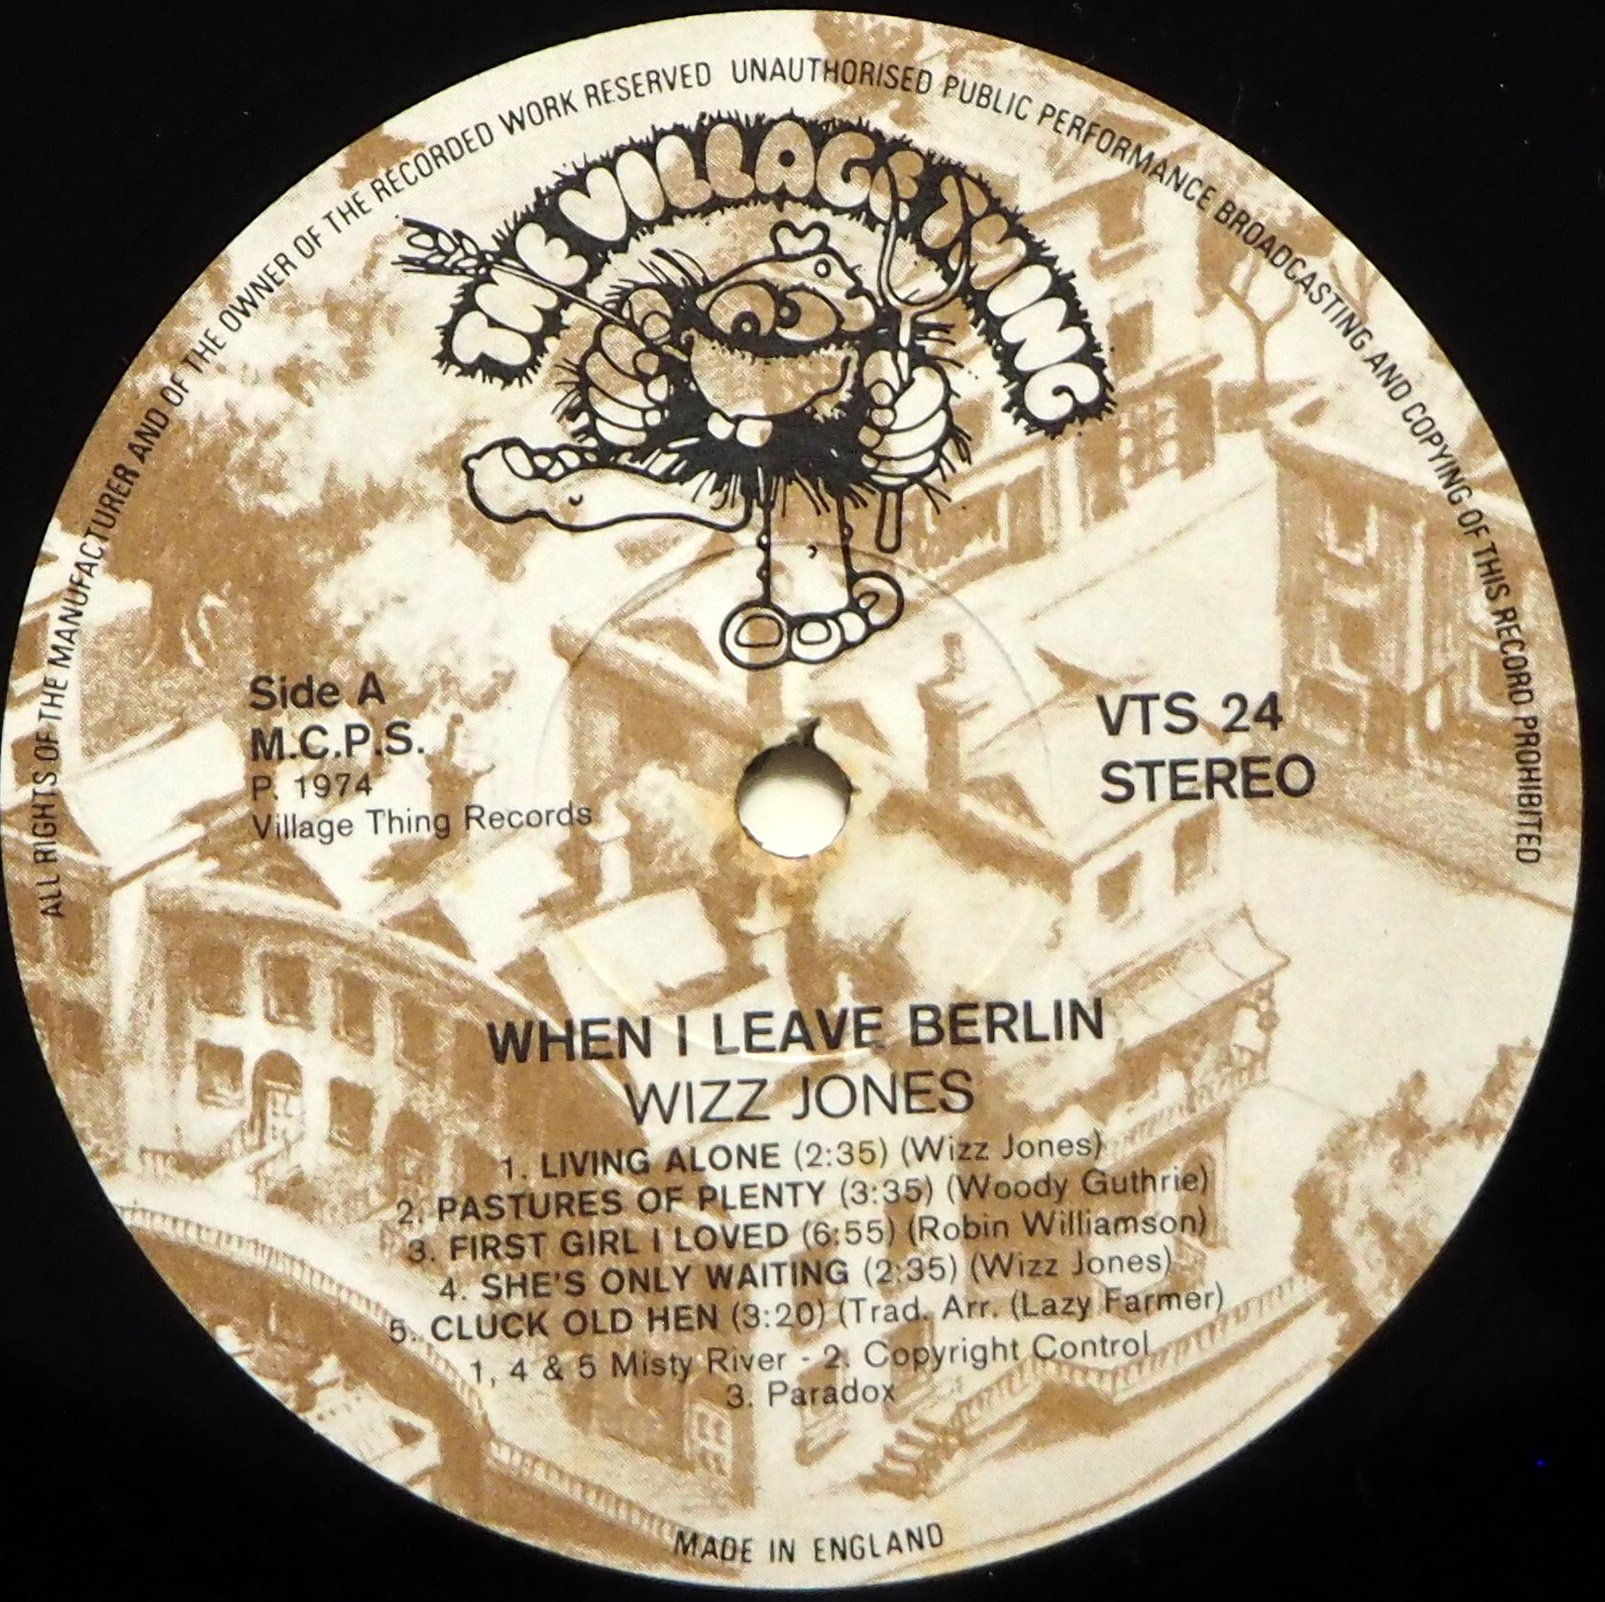 ALL RIGHTS OF THE MANUFACTURER AND OF THE OWNER OF THE RECORDED WORK RESERVED UNAUTHORISED PUBLIC PERFORMANCE BROADCASTING AND COPYING OF THIS RECORD PROHIBITED
THE VILLAGE THING
Side A
M.C.P.S.
P. 1974
Village Thing Records
VTS 24
STEREO
WHEN I LEAVE BERLIN
WIZZ JONES
1. LIVING ALONE (2:35) (Wizz Jones)
2. PASTURES OF PLENTY (3:35) (Woody Guthrie)
3. FIRST GIRL I LOVED (6:55) (Robin Williamson)
4. SHE'S ONLY WAITING (2:35) (Wizz Jones)
5. CLUCK OLD HEN (3:20) (Trad. Arr. (Lazy Farmer)
1, 4 & 5 Misty River - 2. Copyright Control
3. Paradox
MADE IN ENGLAND